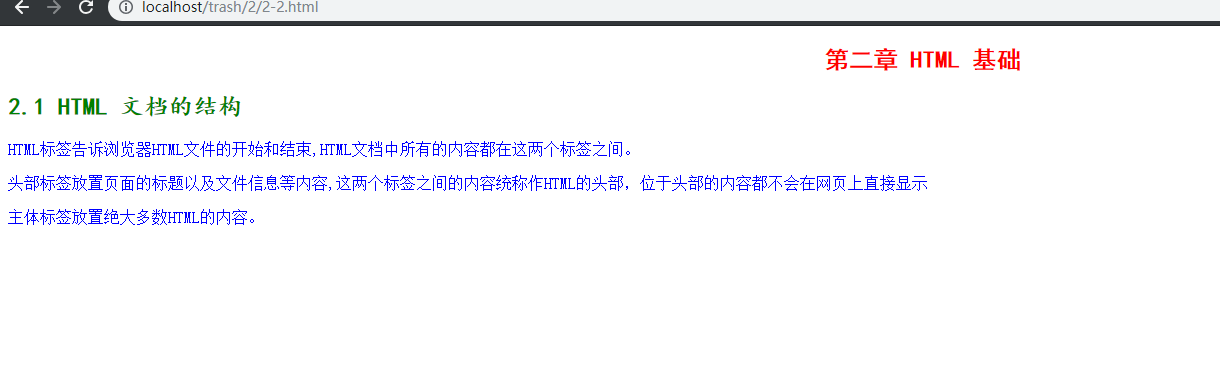 localhost/trash/2/2-2.html
第二章 HTML 基础
2.1 HTML 文档的结构
HTML标签告诉浏览器HTML文件的开始和结束,HTML文档中所有的内容都在这两个标签之间。
头部标签放置页面的标题以及文件信息等内容,这两个标签之间的内容统称作HTML的头部，位于头部的内容都不会在网页上直接显示
主体标签放置绝大多数HTML的内容。